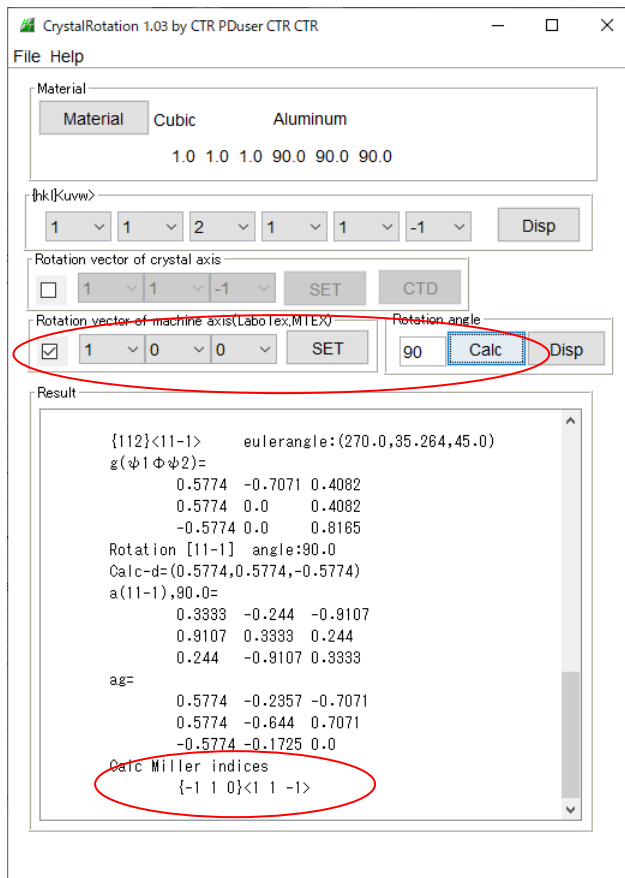 CrystalRotation 1.03 by CTR PDuser CTR CTR
File Help
Material
Material Cubic Aluminum
1.0 1.0 1.0 90.0 90.0 90.0
{hkl}<uvw>
1 1 2 1 1 -1 Disp
Rotation vector of crystal axis
1 1 -1 SET CTD
Rotation vector of machine axis(LaboTex,MTEX) Rotation angle
1 0 0 SET 90 Calc Disp
Result
{112}<11-1> eulerangle:(270.0,35.264,45.0)
g(ψ1Φψ2)=
0.5774 -0.7071 0.4082
0.5774 0.0 0.4082
-0.5774 0.0 0.8165
Rotation [11-1] angle:90.0
Calc-d=(0.5774,0.5774,-0.5774)
a(11-1),90.0=
0.3333 -0.244 -0.9107
0.9107 0.3333 0.244
0.244 -0.9107 0.3333
ag=
0.5774 -0.2357 -0.7071
0.5774 -0.644 0.7071
-0.5774 -0.1725 0.0
Calc Miller indices
{-1 1 0}<1 1 -1>